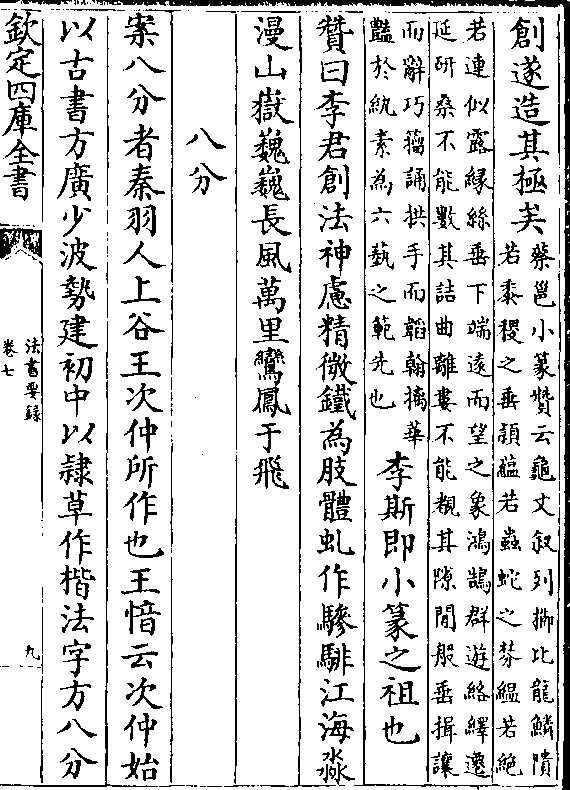 創遂造其極矣
蔡邕小篆贊云龜文叙列櫛比龍鱗隤
若黍稷之垂頴藴若蟲蛇之棼緼若絶
若連似露緣絲垂下端遠而望之象鴻鵠群遊絡繹遷
延研桑不能數其詰曲離婁不能覩其隙間般垂揖讓
而辭巧籀誦拱手而韜翰摛華
豔於紈素為六藝之範先也
李斯即小篆之祖也
贊曰李君創法神慮精微鐵為肢體虬作驂騑江海淼
漫山嶽巍巍長風萬里鸞鳳于飛
八分
案八分者秦羽人上谷王次仲所作也王愔云次仲始
以古書方廣少波勢建初中以隷草作楷法字方八分
欽定四庫全書
法書要録
卷七
九